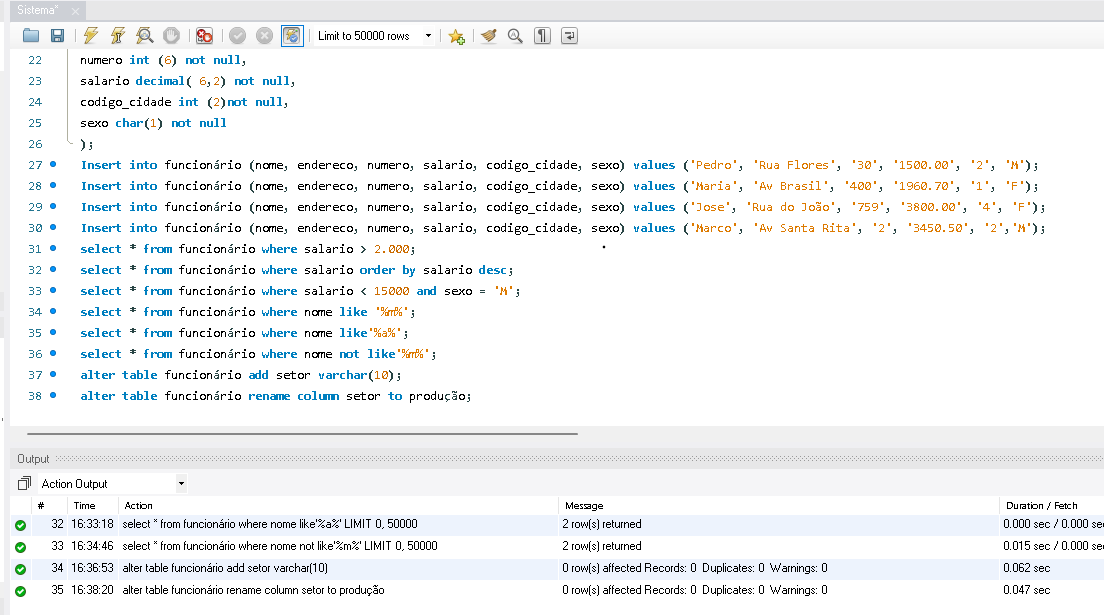 Sistema*
Limit to 50000 rows
22 numero int (6) not null,
23 salario decimal( 6,2) not null,
24 codigo_cidade int (2)not null,
25 sexo char(1) not null
26 );
27 Insert into funcionário (nome, endereco, numero, salario, codigo_cidade, sexo) values ('Pedro', 'Rua Flores', '30', '1500.00', '2', 'M');
28 Insert into funcionário (nome, endereco, numero, salario, codigo_cidade, sexo) values ('Maria', 'Av Brasil', '400', '1960.70', '1', 'F');
29 Insert into funcionário (nome, endereco, numero, salario, codigo_cidade, sexo) values ('Jose', 'Rua do João', '759', '3800.00', '4', 'F');
30 Insert into funcionário (nome, endereco, numero, salario, codigo_cidade, sexo) values ('Marco', 'Av Santa Rita', '2', '3450.50', '2','M');
31 select * from funcionário where salario > 2.000;
32 select * from funcionário where salario order by salario desc;
33 select * from funcionário where salario < 15000 and sexo = 'M';
34 select * from funcionário where nome like '%m%';
35 select * from funcionário where nome like'%a%';
36 select * from funcionário where nome not like'%m%';
37 alter table funcionário add setor varchar(10);
38 alter table funcionário rename column setor to produção;
Output
Action Output
# Time Action Message Duration / Fetch
32 16:33:18 select * from funcionário where nome like'%a%' LIMIT 0, 50000 2 row(s) returned 0.000 sec / 0.000 sec
33 16:34:46 select * from funcionário where nome not like'%m%' LIMIT 0, 50000 2 row(s) returned 0.015 sec / 0.000 sec
34 16:36:53 alter table funcionário add setor varchar(10) 0 row(s) affected Records: 0 Duplicates: 0 Warnings: 0 0.062 sec
35 16:38:20 alter table funcionário rename column setor to produção 0 row(s) affected Records: 0 Duplicates: 0 Warnings: 0 0.047 sec